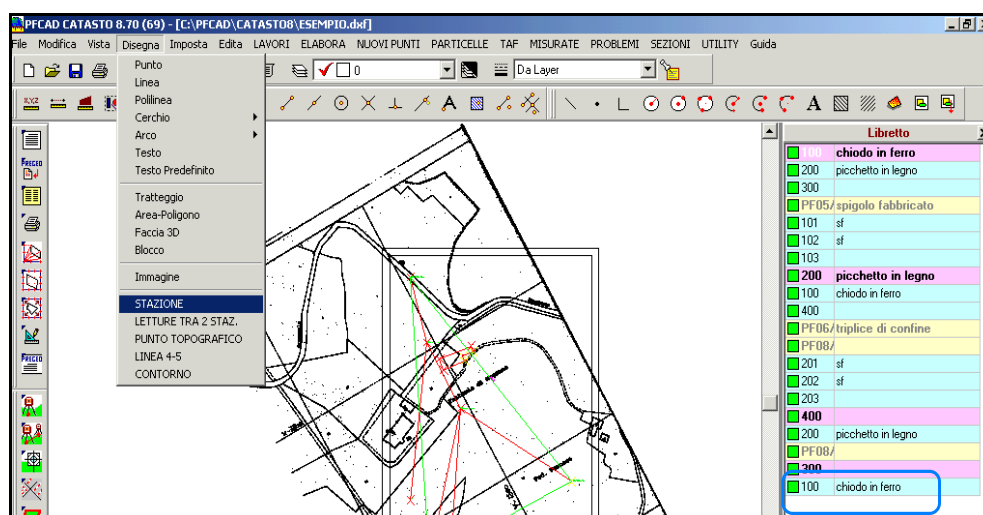 PFCAD CATASTO 8.70 (69) - [C:\PFCAD\CATASTO8\ESEMPIO.dxf]
File Modifica Vista Disegna Imposta Edita LAVORI ELABORA NUOVI PUNTI PARTICELLE TAF MISURATE PROBLEMI SEZIONI UTILITY Guida
0 Da Layer
X,Y,Z
Punto
Linea
Polilinea
Cerchio
Arco
Testo
Testo Predefinito
Tratteggio
Area-Poligono
Faccia 3D
Blocco
Immagine
STAZIONE
LETTURE TRA 2 STAZ.
PUNTO TOPOGRAFICO
LINEA 4-5
CONTORNO
PREGEO
PREGEO
Libretto
100 chiodo in ferro
200 picchetto in legno
300
PF05/ spigolo fabbricato
101 sf
102 sf
103
200 picchetto in legno
100 chiodo in ferro
400
PF06/ triplice di confine
PF08/
201 sf
202 sf
203
400
200 picchetto in legno
PF08/
300
100 chiodo in ferro